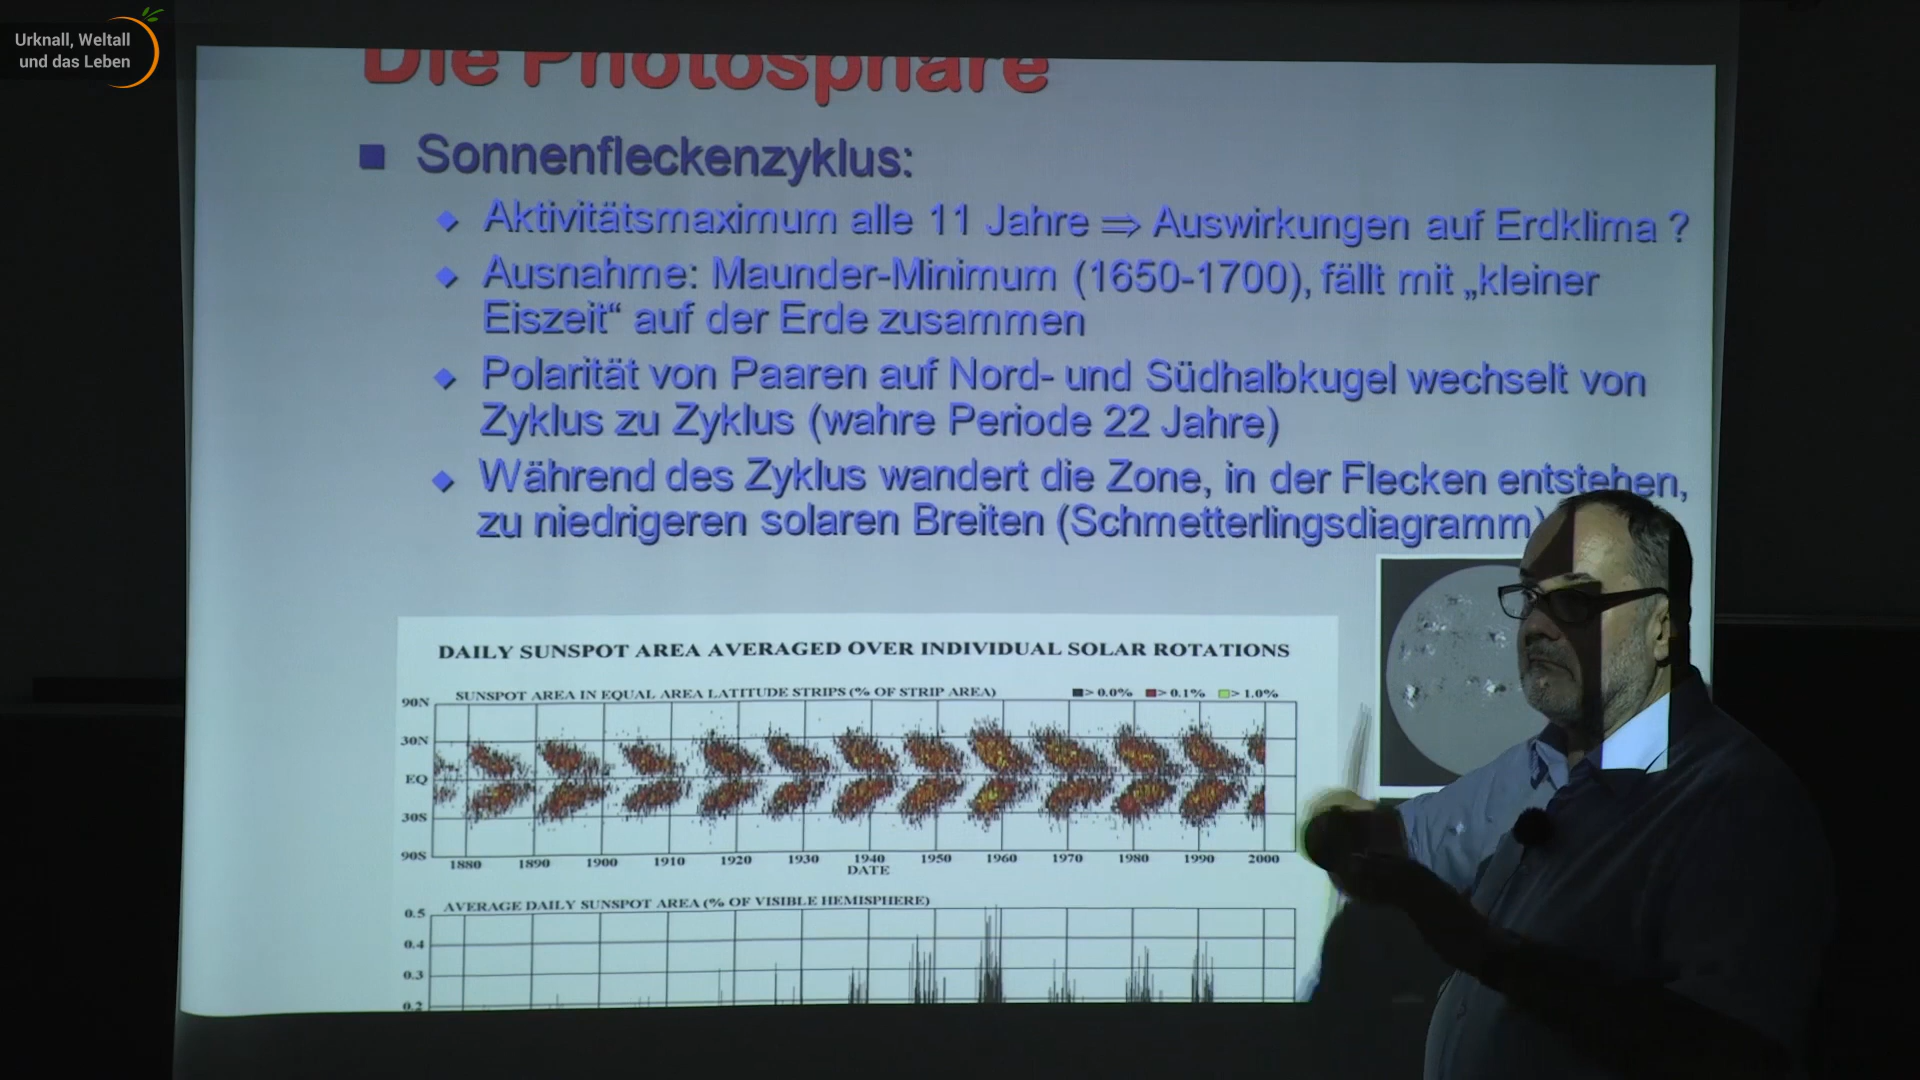 Urknall, Weltall
und das Leben
Die Photosphäre
Sonnenfleckenzyklus:
Aktivitätsmaximum alle 11 Jahre ⇒ Auswirkungen auf Erdklima ?
Ausnahme: Maunder-Minimum (1650-1700), fällt mit „kleiner
Eiszeit“ auf der Erde zusammen
Polarität von Paaren auf Nord- und Südhalbkugel wechselt von
Zyklus zu Zyklus (wahre Periode 22 Jahre)
Während des Zyklus wandert die Zone, in der Flecken entstehen,
zu niedrigeren solaren Breiten (Schmetterlingsdiagramm)
DAILY SUNSPOT AREA AVERAGED OVER INDIVIDUAL SOLAR ROTATIONS
SUNSPOT AREA IN EQUAL AREA LATITUDE STRIPS (% OF STRIP AREA) > 0.0% > 0.1% > 1.0%
90N
30N
EQ
30S
90S
1880 1890 1900 1910 1920 1930 1940 1950 1960 1970 1980 1990 2000
DATE
AVERAGE DAILY SUNSPOT AREA (% OF VISIBLE HEMISPHERE)
0.5
0.4
0.3
0.2